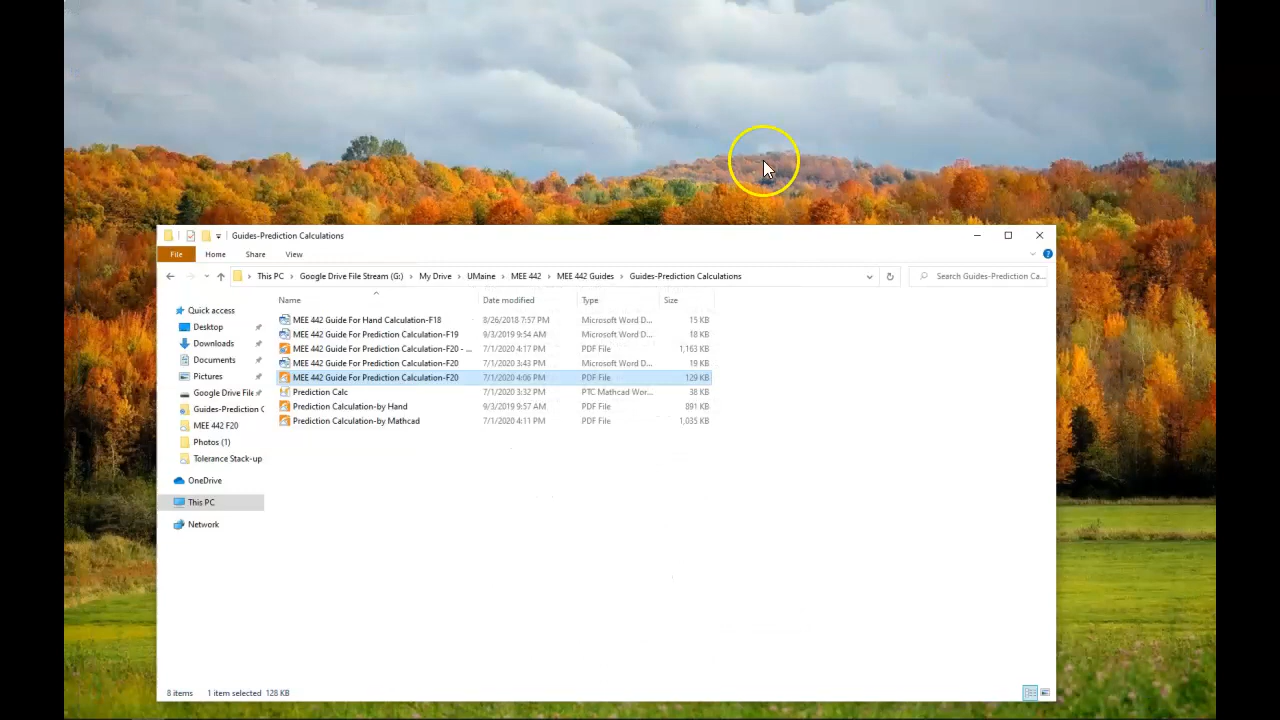 Guides-Prediction Calculations
File Home Share View
This PC Google Drive File Stream (G:) My Drive UMaine MEE 442 MEE 442 Guides Guides-Prediction Calculations Search Guides-Prediction Ca...
Name Date modified Type Size
Quick access
Desktop
Downloads
Documents
Pictures
Google Drive File
Guides-Prediction C
MEE 442 F20
Photos (1)
Tolerance Stack-up
OneDrive
This PC
Network
MEE 442 Guide For Hand Calculation-F18 8/26/2018 7:57 PM Microsoft Word D... 15 KB
MEE 442 Guide For Prediction Calculation-F19 9/3/2019 9:54 AM Microsoft Word D... 18 KB
MEE 442 Guide For Prediction Calculation-F20 - ... 7/1/2020 4:17 PM PDF File 1,163 KB
MEE 442 Guide For Prediction Calculation-F20 7/1/2020 3:43 PM Microsoft Word D... 19 KB
MEE 442 Guide For Prediction Calculation-F20 7/1/2020 4:06 PM PDF File 129 KB
Prediction Calc 7/1/2020 3:32 PM PTC Mathcad Wor... 38 KB
Prediction Calculation-by Hand 9/3/2019 9:57 AM PDF File 891 KB
Prediction Calculation-by Mathcad 7/1/2020 4:11 PM PDF File 1,035 KB
8 items 1 item selected 128 KB